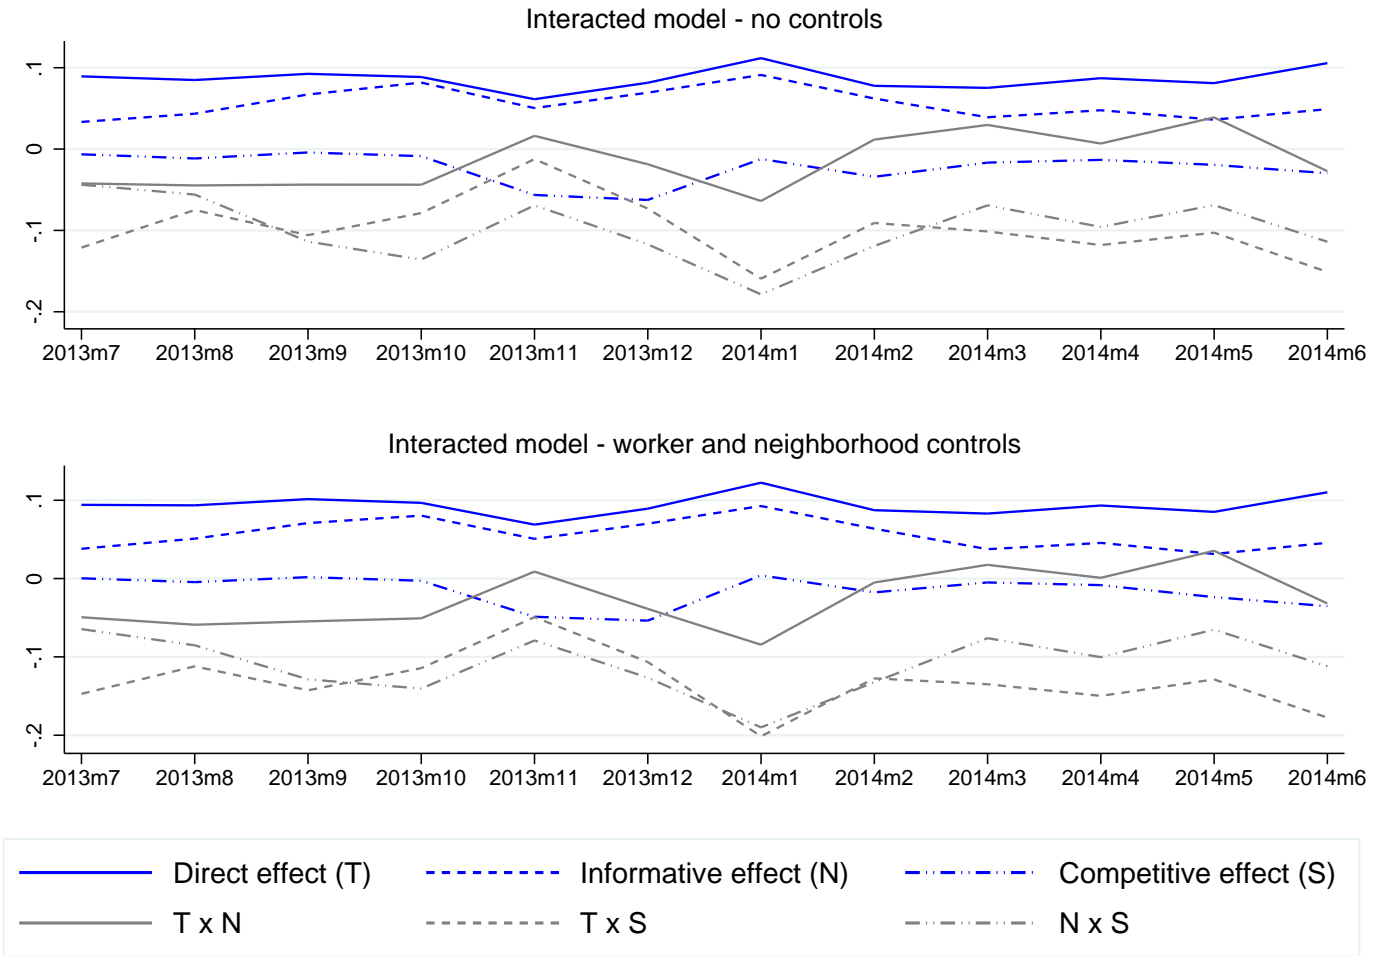 Interacted model - no controls
.1
0
-.1
-.2
2013m7 2013m8 2013m9 2013m10 2013m11 2013m12 2014m1 2014m2 2014m3 2014m4 2014m5 2014m6
Interacted model - worker and neighborhood controls
.1
0
-.1
-.2
2013m7 2013m8 2013m9 2013m10 2013m11 2013m12 2014m1 2014m2 2014m3 2014m4 2014m5 2014m6
Direct effect (T) Informative effect (N) Competitive effect (S)
T x N T x S N x S